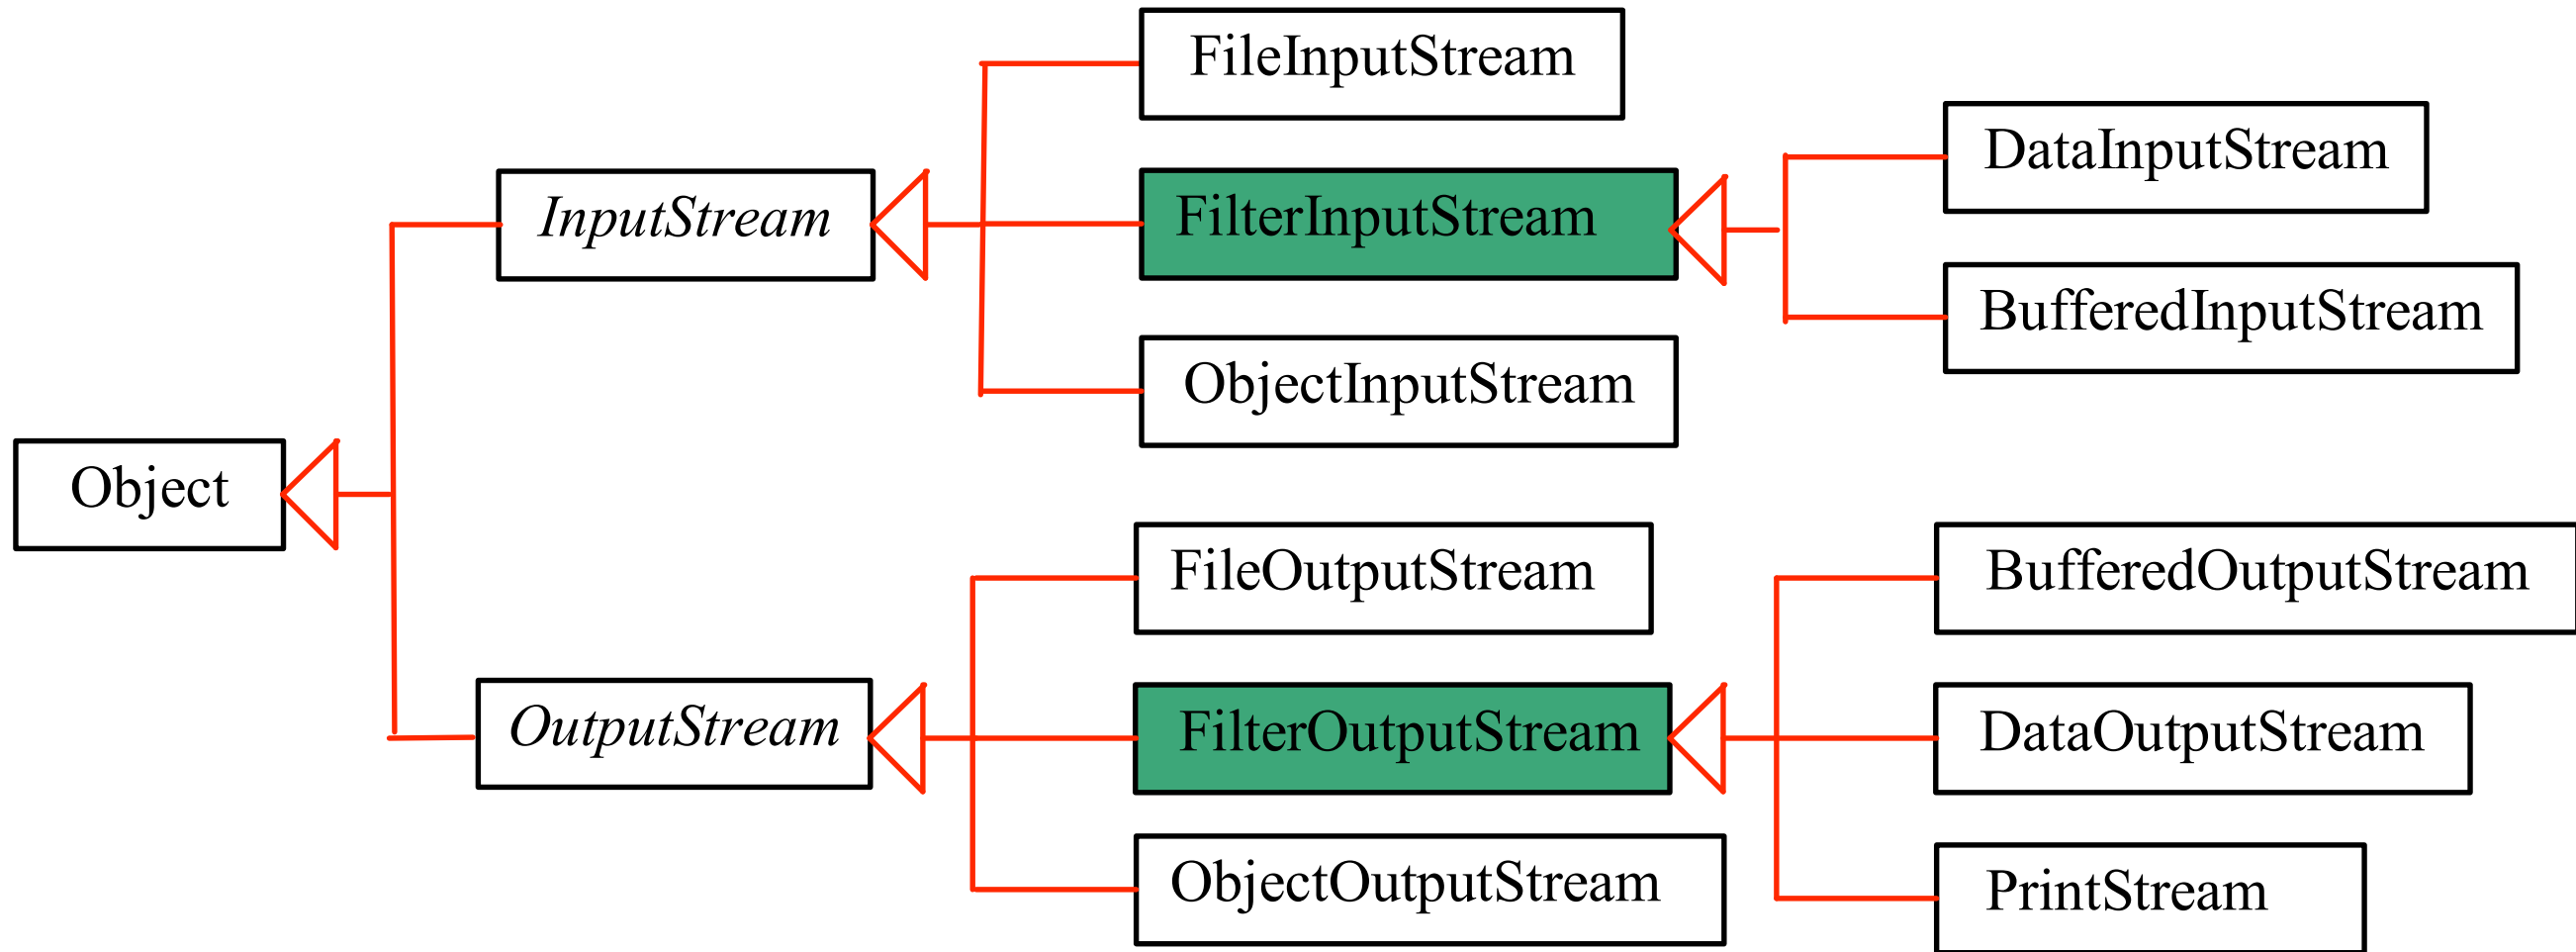 FileInputStream
DataInputStream
InputStream
FilterInputStream
BufferedInputStream
ObjectInputStream
Object
FileOutputStream
BufferedOutputStream
OutputStream
FilterOutputStream
DataOutputStream
ObjectOutputStream
PrintStream